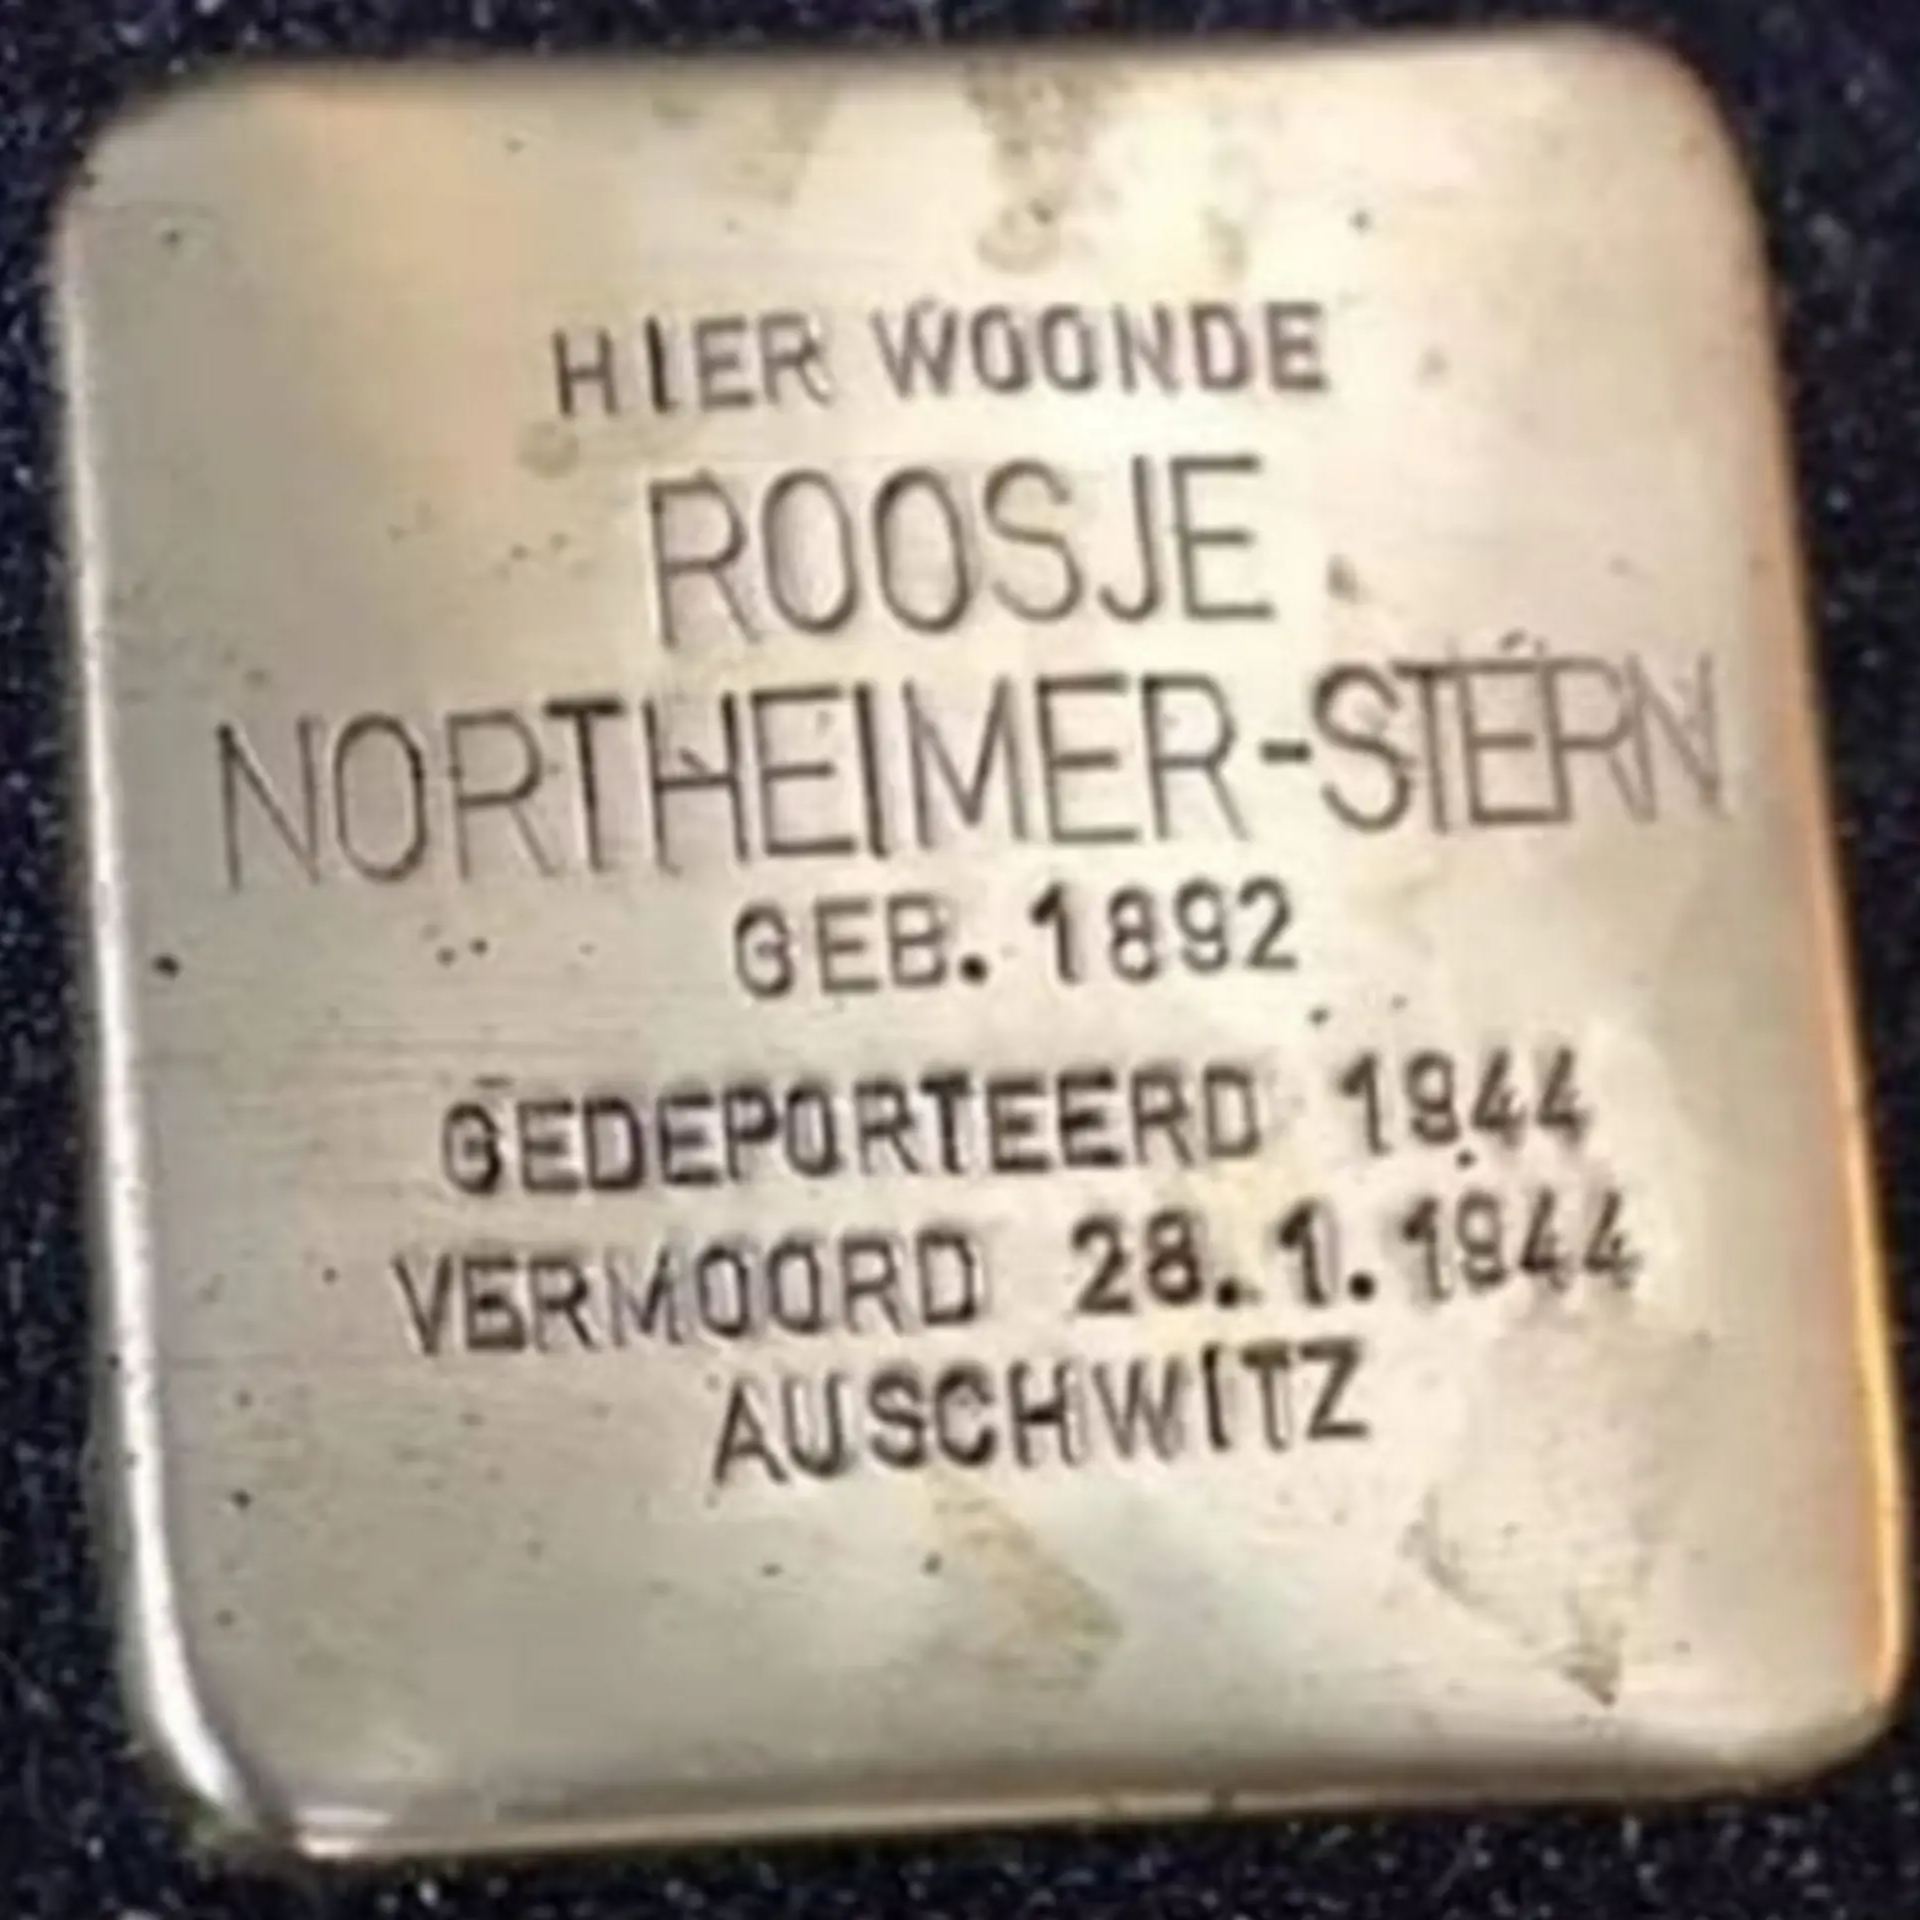 HIER WOONDE
ROOSJE
NORTHEIMER-STERN
GEB. 1892
GEDEPORTEERD 1944
VERMOORD 28.1.1944
AUSCHWITZ